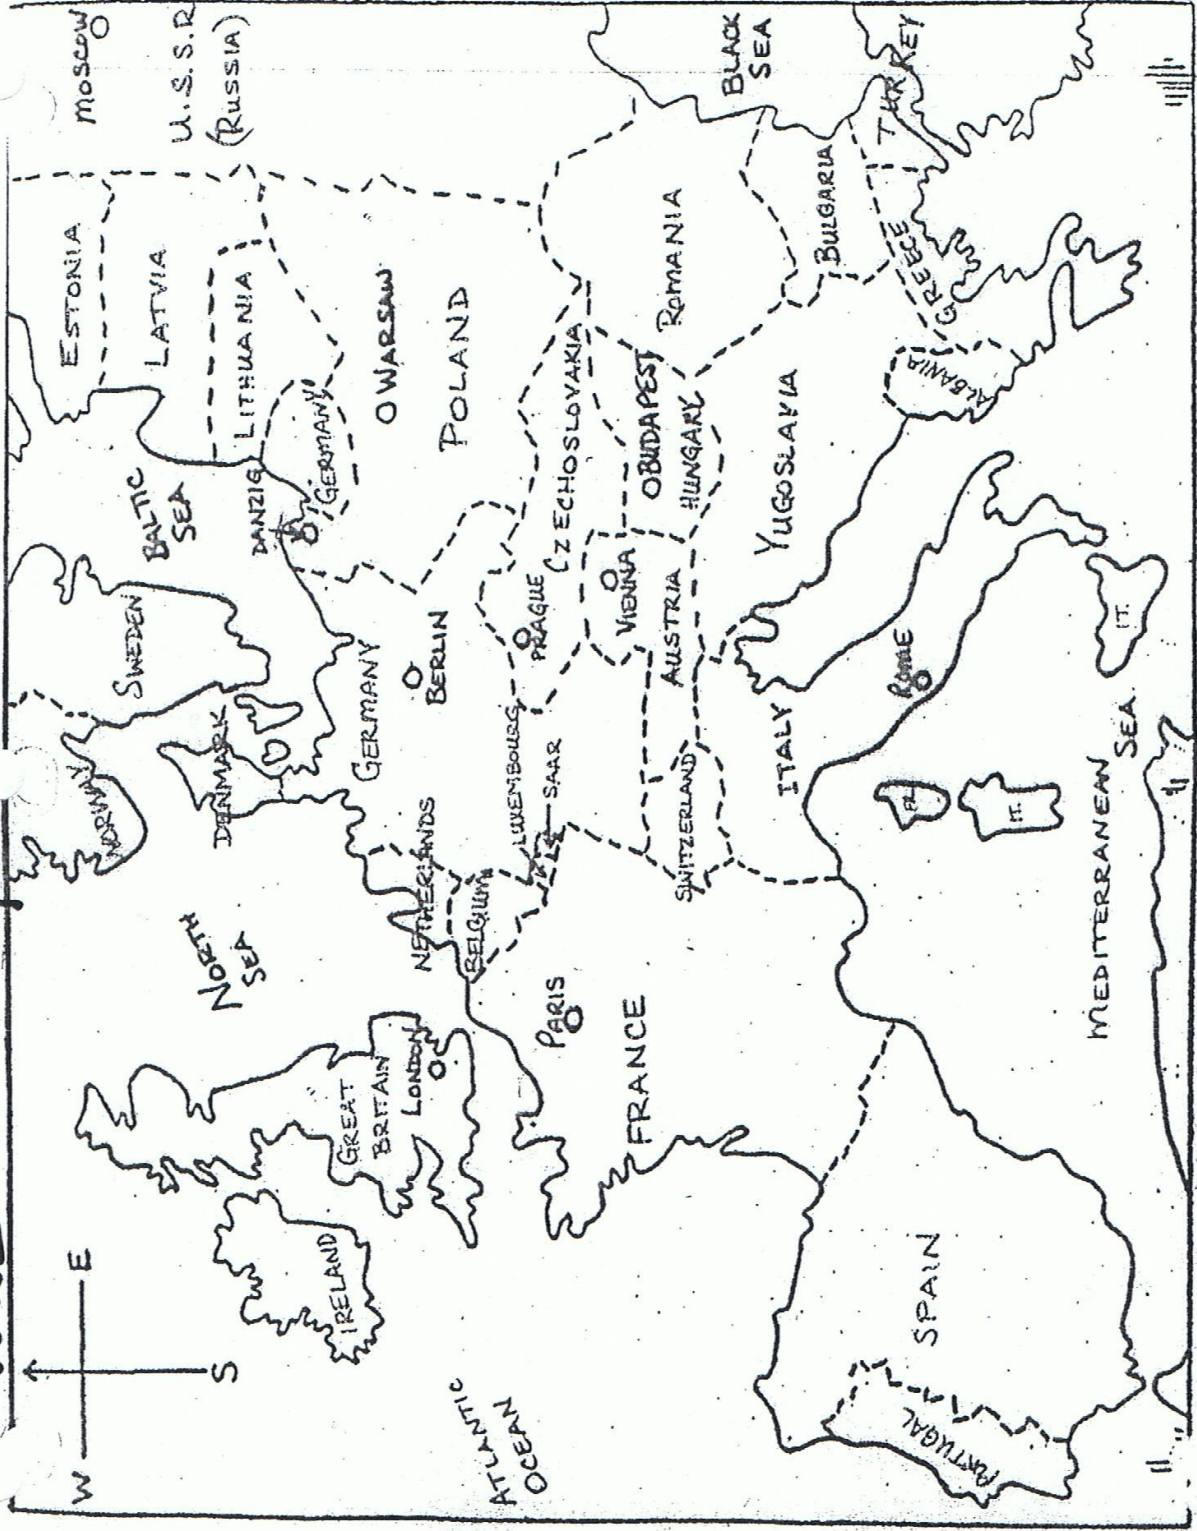 W
E
S
MOSCOW
U.S.S.R
(RUSSIA)
ESTONIA
LATVIA
LITHUANIA
BALTIC
SEA
SWEDEN
NORWAY
DENMARK
NORTH
SEA
DANZIG
GERMANY
WARSAW
POLAND
GERMANY
BERLIN
NETHERLANDS
BELGIUM
LUXEMBOURG
SAAR
GREAT
BRITAIN
LONDON
IRELAND
ATLANTIC
OCEAN
PARIS
FRANCE
PRAGUE
CZECHOSLOVAKIA
VIENNA
AUSTRIA
BUDAPEST
HUNGARY
ROMANIA
SWITZERLAND
ITALY
YUGOSLAVIA
BULGARIA
BLACK
SEA
TURKEY
GREECE
ALBANIA
ROME
FR.
IT.
IT.
SPAIN
PORTUGAL
MEDITERRANEAN
SEA